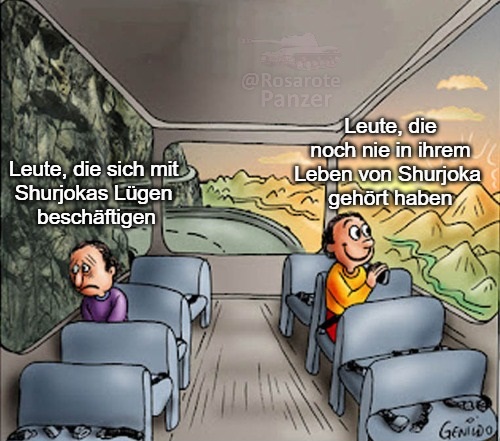 @Rosarote
Panzer
Leute, die sich mit
Shurjokas Lügen
beschäftigen
Leute, die
noch nie in ihrem
Leben von Shurjoka
gehört haben
GENILDO